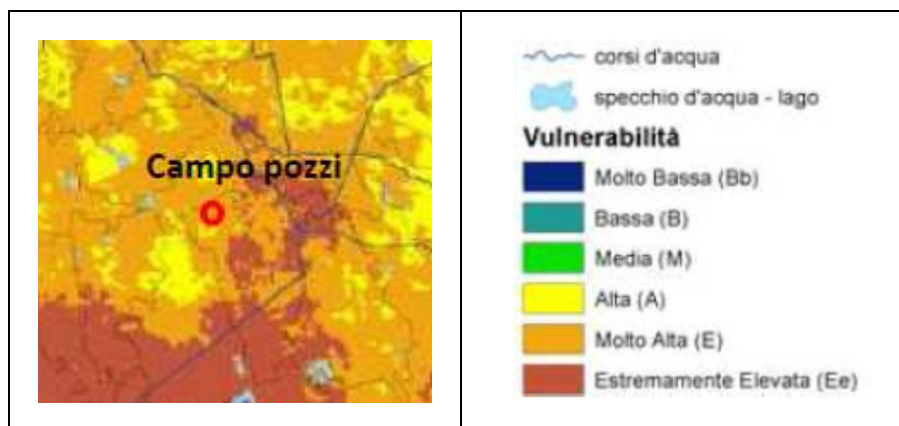 Campo pozzi
corsi d'acqua
specchio d'acqua - lago
Vulnerabilità
Molto Bassa (Bb)
Bassa (B)
Media (M)
Alta (A)
Molto Alta (E)
Estremamente Elevata (Ee)